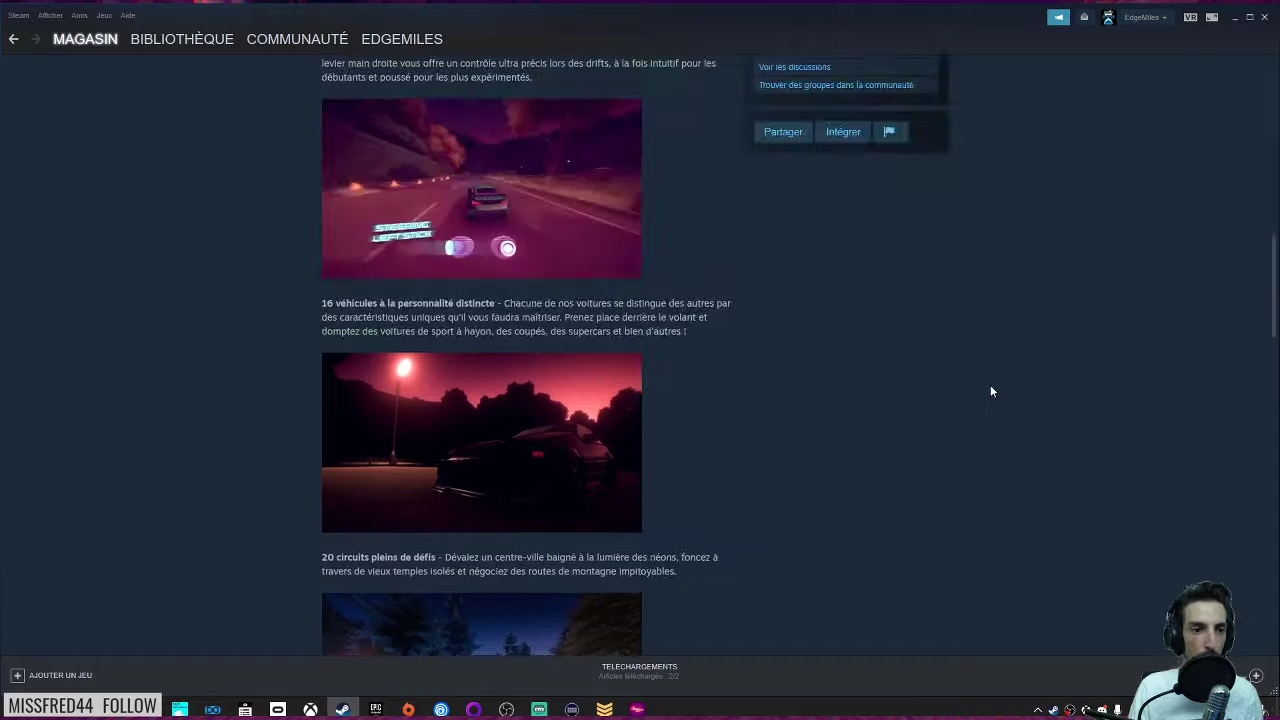 Steam Afficher Amis Jeux Aide
EdgeMiles
VR
MAGASIN BIBLIOTHÈQUE COMMUNAUTÉ EDGEMILES
levier main droite vous offre un contrôle ultra précis lors des drifts, à la fois intuitif pour les
débutants et poussé pour les plus expérimentés.
Voir les discussions
Trouver des groupes dans la communauté
Partager Intégrer
STEERING
LEFT STICK
16 véhicules à la personnalité distincte - Chacune de nos voitures se distingue des autres par
des caractéristiques uniques qu'il vous faudra maîtriser. Prenez place derrière le volant et
domptez des voitures de sport à hayon, des coupés, des supercars et bien d'autres !
20 circuits pleins de défis - Dévalez un centre-ville baigné à la lumière des néons, foncez à
travers de vieux temples isolés et négociez des routes de montagne impitoyables.
AJOUTER UN JEU
TELECHARGEMENTS
Articles téléchargés : 2/2
MISSFRED44 FOLLOW